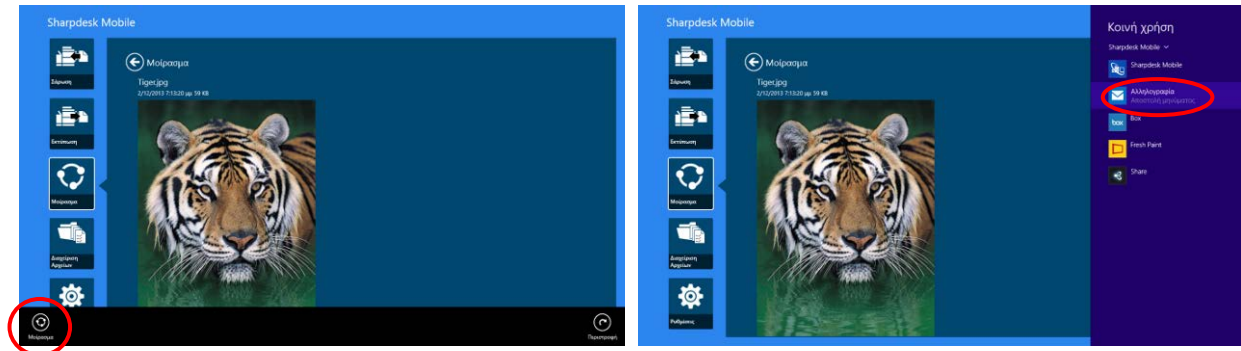 Sharpdesk Mobile
Σάρωση
Εκτύπωση
Μοίρασμα
Διαχείριση
Αρχείων
Μοίρασμα
Tiger.jpg
2/12/2013 7:13:20 μμ 59 KB
Μοίρασμα
Περιστροφή
Sharpdesk Mobile
Σάρωση
Εκτύπωση
Μοίρασμα
Διαχείριση
Αρχείων
Ρυθμίσεις
Μοίρασμα
Tiger.jpg
2/12/2013 7:13:20 μμ 59 KB
Κοινή χρήση
Sharpdesk Mobile
Sharpdesk Mobile
Αλληλογραφία
Αποστολή μηνύματος
box
Box
Fresh Paint
Share